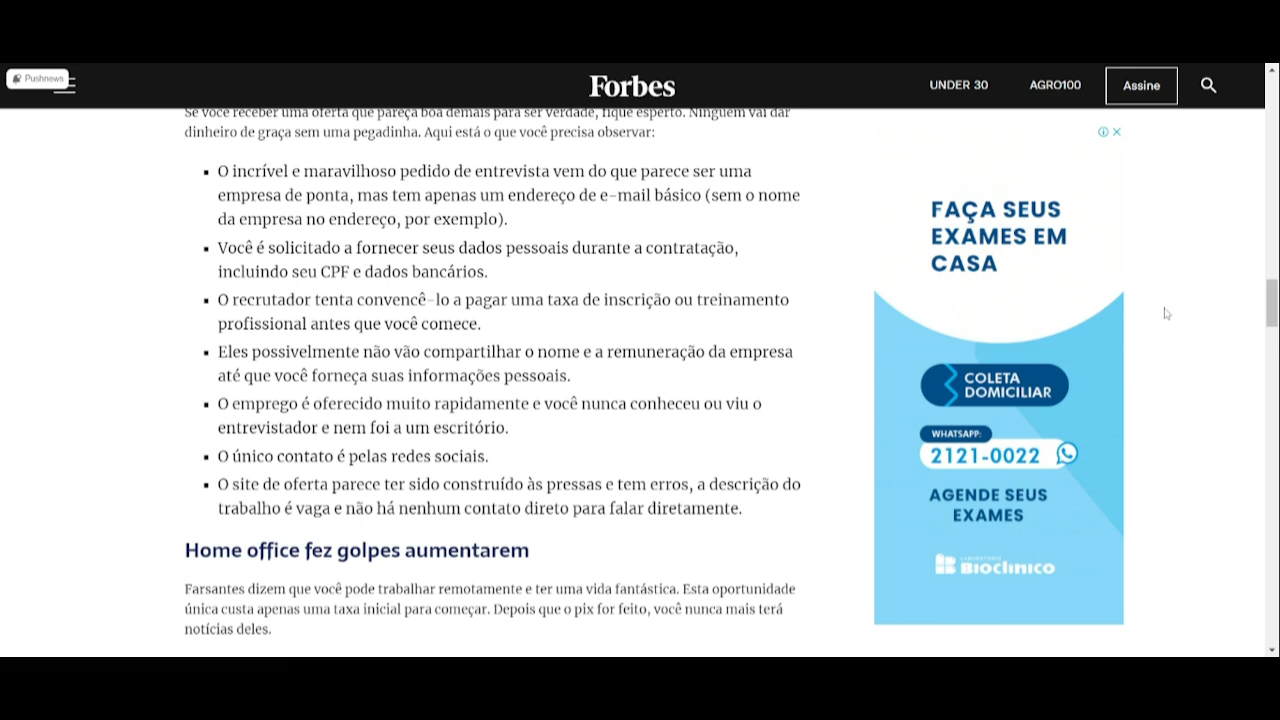 Pushnews
Forbes
UNDER 30
AGRO100
Assine
Se você receber uma oferta que pareça boa demais para ser verdade, fique esperto. Ninguém vai dar
dinheiro de graça sem uma pegadinha. Aqui está o que você precisa observar:
▪ O incrível e maravilhoso pedido de entrevista vem do que parece ser uma
empresa de ponta, mas tem apenas um endereço de e-mail básico (sem o nome
da empresa no endereço, por exemplo).
▪ Você é solicitado a fornecer seus dados pessoais durante a contratação,
incluindo seu CPF e dados bancários.
▪ O recrutador tenta convencê-lo a pagar uma taxa de inscrição ou treinamento
profissional antes que você comece.
▪ Eles possivelmente não vão compartilhar o nome e a remuneração da empresa
até que você forneça suas informações pessoais.
▪ O emprego é oferecido muito rapidamente e você nunca conheceu ou viu o
entrevistador e nem foi a um escritório.
▪ O único contato é pelas redes sociais.
▪ O site de oferta parece ter sido construído às pressas e tem erros, a descrição do
trabalho é vaga e não há nenhum contato direto para falar diretamente.
Home office fez golpes aumentarem
Farsantes dizem que você pode trabalhar remotamente e ter uma vida fantástica. Esta oportunidade
única custa apenas uma taxa inicial para começar. Depois que o pix for feito, você nunca mais terá
notícias deles.
FAÇA SEUS
EXAMES EM
CASA
COLETA
DOMICILIAR
WHATSAPP:
2121-0022
AGENDE SEUS
EXAMES
LABORATÓRIO
Bioclínico